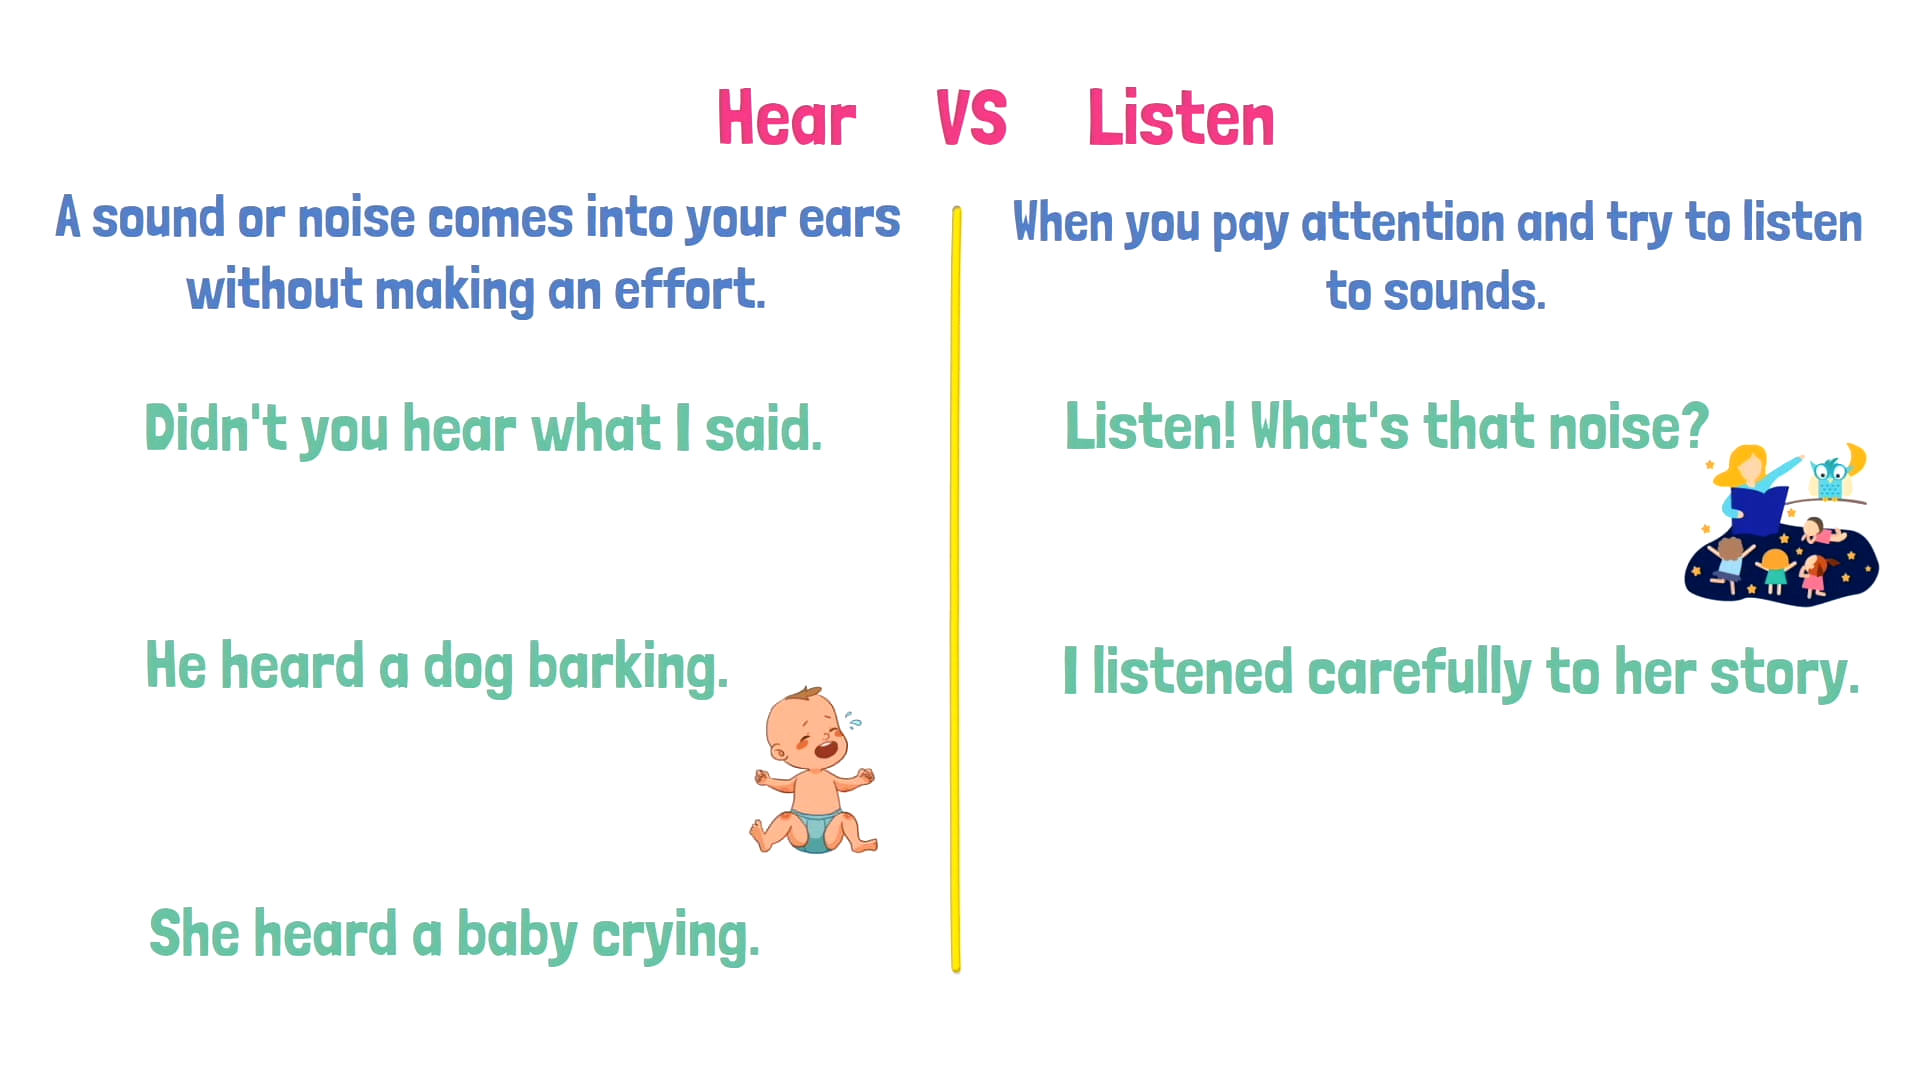 Hear VS Listen
A sound or noise comes into your ears
without making an effort.
Didn't you hear what I said.
He heard a dog barking.
She heard a baby crying.
When you pay attention and try to listen
to sounds.
Listen! What's that noise?
I listened carefully to her story.